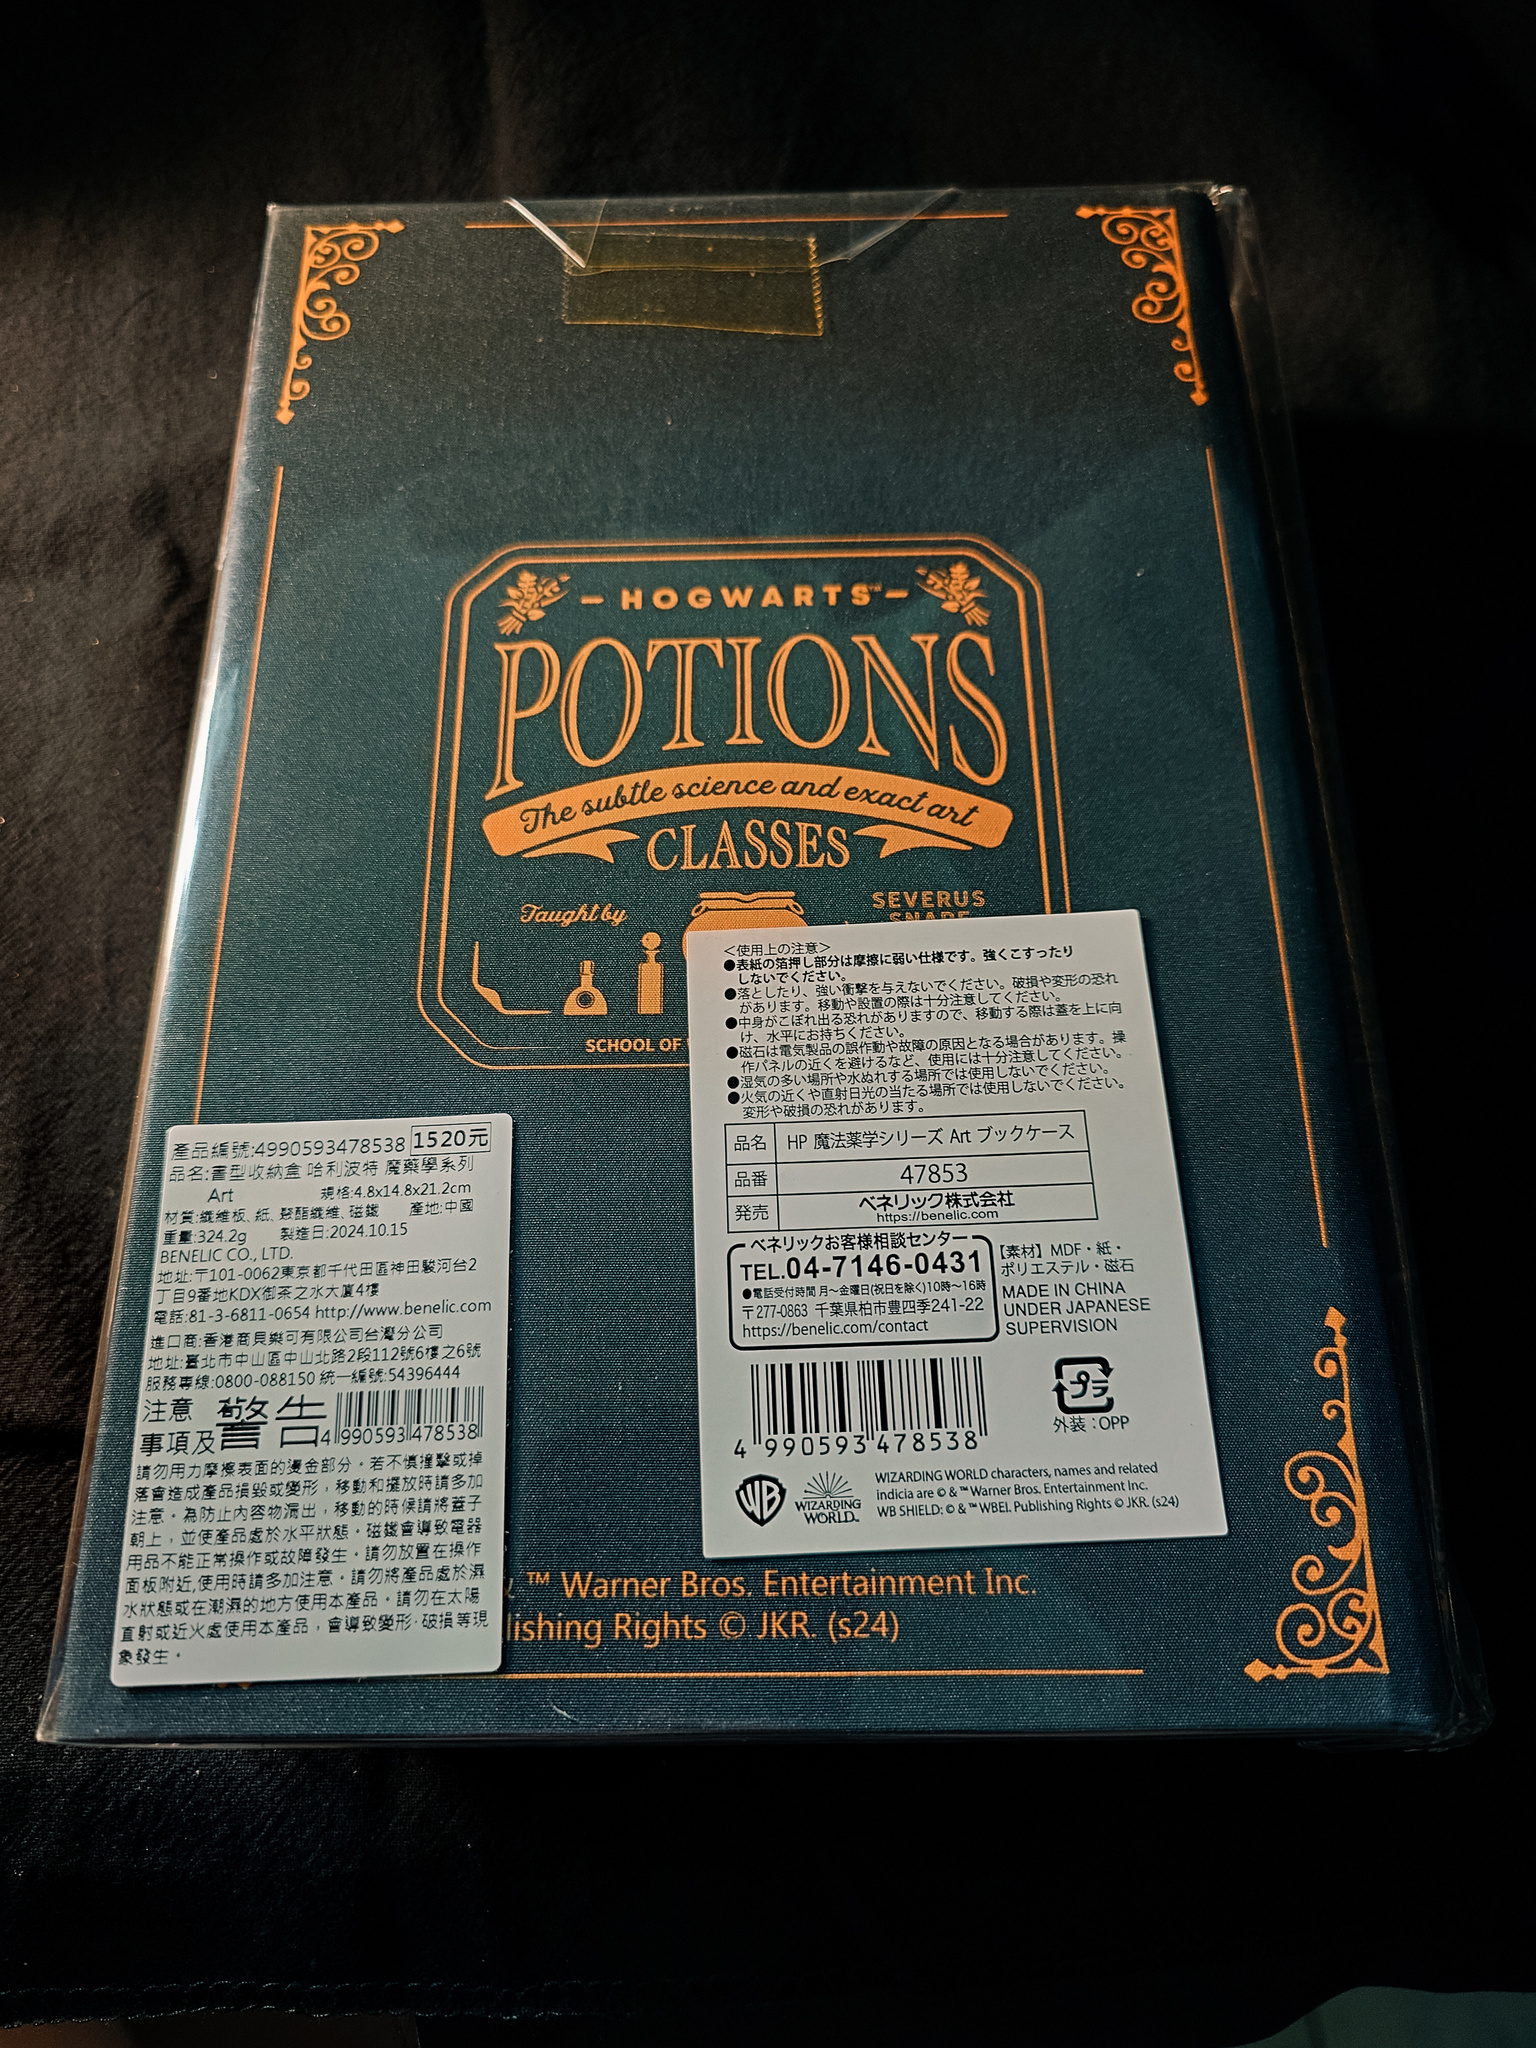 HOGWARTS™
POTIONS
The subtle science and exact art
CLASSES
Taught by
SEVERUS
SNAPE
SCHOOL OF
<使用上の注意>
●表紙の箔押し部分は摩擦に弱い仕様です。強くこすったり
しないでください。
●落としたり、強い衝撃を与えないでください。破損や変形の恐れ
があります。移動や設置の際は十分注意してください。
●中身がこぼれ出る恐れがありますので、移動する際は蓋を上に向
け、水平にお持ちください。
●磁石は電気製品の誤作動や故障の原因となる場合があります。操
作パネルの近くを避けるなど、使用には十分注意してください。
●湿気の多い場所や水ぬれする場所では使用しないでください。
●火気の近くや直射日光の当たる場所では使用しないでください。
変形や破損の恐れがあります。
品名 HP 魔法薬学シリーズ Art ブックケース
品番 47853
発売 ベネリック株式会社
https://benelic.com
ベネリックお客様相談センター
TEL.04-7146-0431
●電話受付時間 月〜金曜日(祝日を除く)10時〜16時
〒277-0863 千葉県柏市豊四季241-22
https://benelic.com/contact
【素材】MDF・紙・
ポリエステル・磁石
MADE IN CHINA
UNDER JAPANESE
SUPERVISION
4 990593 478538
プラ
外装:OPP
WB
WIZARDING
WORLD™
WIZARDING WORLD characters, names and related
indicia are © & ™ Warner Bros. Entertainment Inc.
WB SHIELD: © & ™ WBEI. Publishing Rights © JKR. (s24)
產品編號:4990593478538 1520元
品名:書型收納盒 哈利波特 魔藥學系列
Art 規格:4.8x14.8x21.2cm
材質:纖維板、紙、聚酯纖維、磁鐵 產地:中國
重量:324.2g 製造日:2024.10.15
BENELIC CO., LTD.
地址:〒101-0062東京都千代田區神田駿河台2
丁目9番地KDX御茶之水大廈4樓
電話:81-3-6811-0654 http://www.benelic.com
進口商:香港商貝樂可有限公司台灣分公司
地址:臺北市中山區中山北路2段112號6樓之6號
服務專線:0800-088150 統一編號:54396444
注意
事項及警告
4 990593 478538
請勿用力摩擦表面的燙金部分。若不慎撞擊或掉
落會造成產品損毀或變形，移動和擺放時請多加
注意。為防止內容物漏出，移動的時候請將蓋子
朝上，並使產品處於水平狀態。磁鐵會導致電器
用品不能正常操作或故障發生。請勿放置在操作
面板附近,使用時請多加注意。請勿將產品處於濕
水狀態或在潮濕的地方使用本產品。請勿在太陽
直射或近火處使用本產品，會導致變形·破損等現
象發生。
™ Warner Bros. Entertainment Inc.
lishing Rights © JKR. (s24)